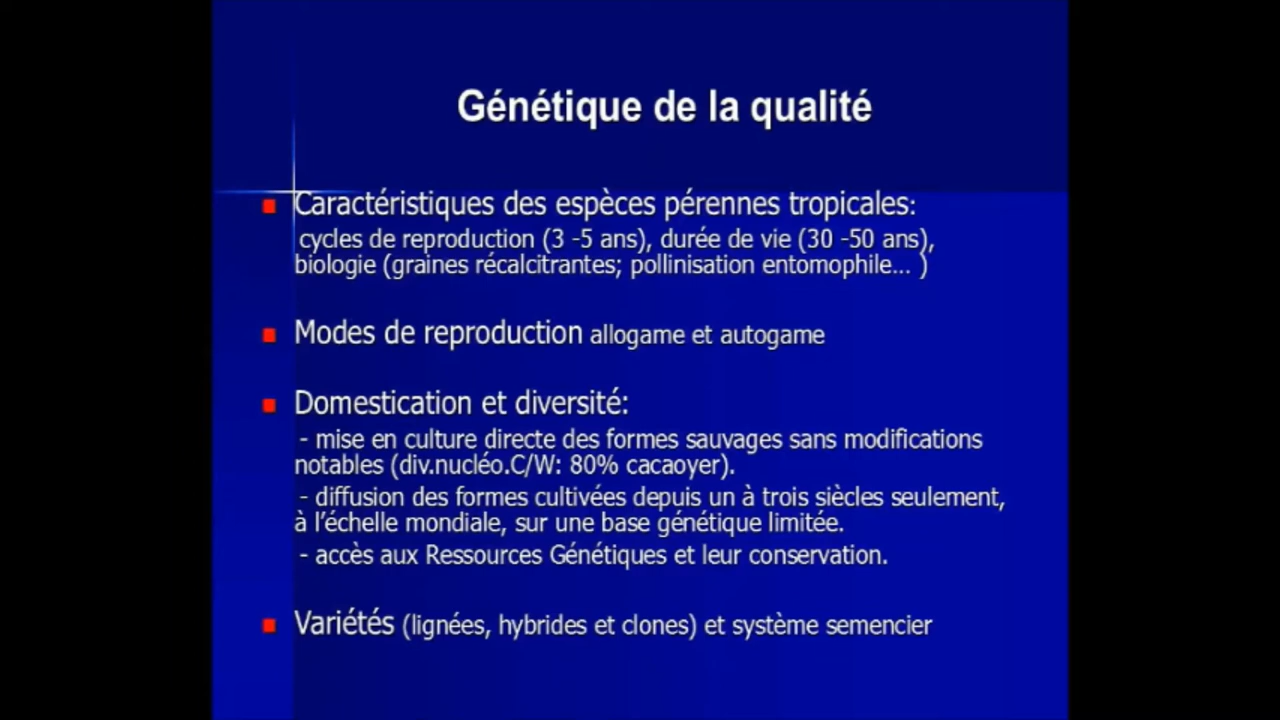 Génétique de la qualité
Caractéristiques des espèces pérennes tropicales:
cycles de reproduction (3 -5 ans), durée de vie (30 -50 ans),
biologie (graines récalcitrantes; pollinisation entomophile... )
Modes de reproduction allogame et autogame
Domestication et diversité:
- mise en culture directe des formes sauvages sans modifications
notables (div.nucléo.C/W: 80% cacaoyer).
- diffusion des formes cultivées depuis un à trois siècles seulement,
à l'échelle mondiale, sur une base génétique limitée.
- accès aux Ressources Génétiques et leur conservation.
Variétés (lignées, hybrides et clones) et système semencier